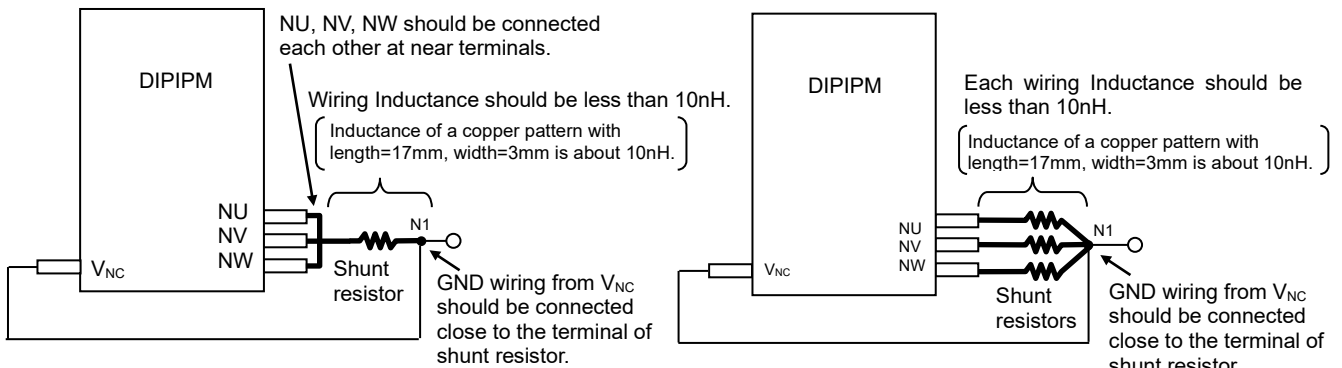 NU, NV, NW should be connected
each other at near terminals.
DIPIPM
Wiring Inductance should be less than 10nH.
Inductance of a copper pattern with
length=17mm, width=3mm is about 10nH.
NU
NV
NW
N1
VNC
Shunt
resistor
GND wiring from VNC
should be connected
close to the terminal of
shunt resistor.
DIPIPM
Each wiring Inductance should be
less than 10nH.
Inductance of a copper pattern with
length=17mm, width=3mm is about 10nH.
NU
NV
NW
N1
VNC
Shunt
resistors
GND wiring from VNC
should be connected
close to the terminal of
shunt resistor